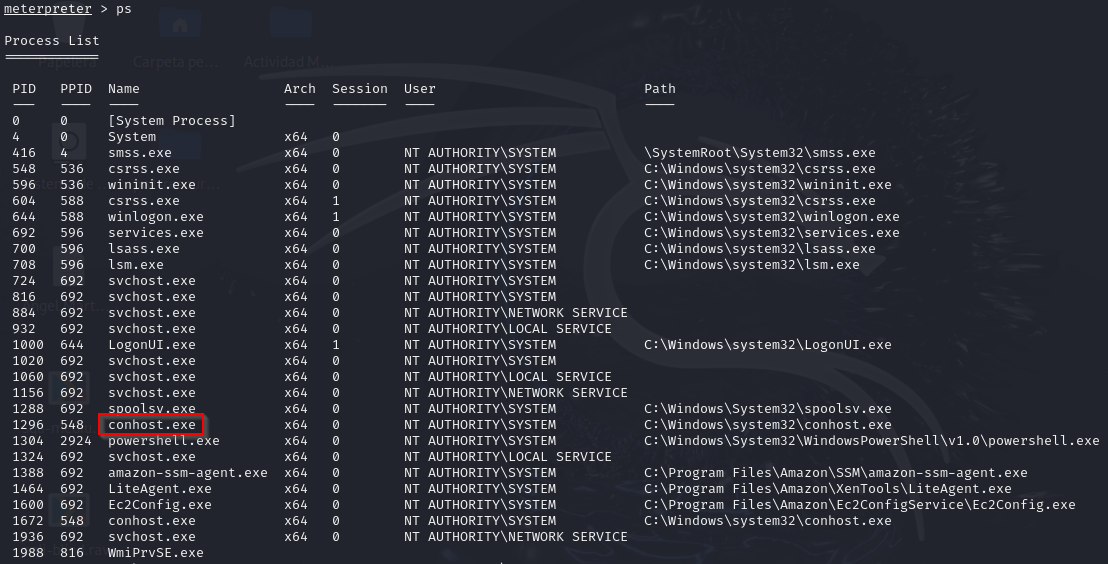 meterpreter > ps
Process List
PID PPID Name Arch Session User Path
0 0 [System Process]
4 0 System x64 0
416 4 smss.exe x64 0 NT AUTHORITY\SYSTEM \SystemRoot\System32\smss.exe
548 536 csrss.exe x64 0 NT AUTHORITY\SYSTEM C:\Windows\system32\csrss.exe
596 536 wininit.exe x64 0 NT AUTHORITY\SYSTEM C:\Windows\system32\wininit.exe
604 588 csrss.exe x64 1 NT AUTHORITY\SYSTEM C:\Windows\system32\csrss.exe
644 588 winlogon.exe x64 1 NT AUTHORITY\SYSTEM C:\Windows\system32\winlogon.exe
692 596 services.exe x64 0 NT AUTHORITY\SYSTEM C:\Windows\system32\services.exe
700 596 lsass.exe x64 0 NT AUTHORITY\SYSTEM C:\Windows\system32\lsass.exe
708 596 lsm.exe x64 0 NT AUTHORITY\SYSTEM C:\Windows\system32\lsm.exe
724 692 svchost.exe x64 0 NT AUTHORITY\SYSTEM
816 692 svchost.exe x64 0 NT AUTHORITY\SYSTEM
884 692 svchost.exe x64 0 NT AUTHORITY\NETWORK SERVICE
932 692 svchost.exe x64 0 NT AUTHORITY\LOCAL SERVICE
1000 644 LogonUI.exe x64 1 NT AUTHORITY\SYSTEM C:\Windows\system32\LogonUI.exe
1020 692 svchost.exe x64 0 NT AUTHORITY\SYSTEM
1060 692 svchost.exe x64 0 NT AUTHORITY\LOCAL SERVICE
1156 692 svchost.exe x64 0 NT AUTHORITY\NETWORK SERVICE
1288 692 spoolsv.exe x64 0 NT AUTHORITY\SYSTEM C:\Windows\System32\spoolsv.exe
1296 548 conhost.exe x64 0 NT AUTHORITY\SYSTEM C:\Windows\system32\conhost.exe
1304 2924 powershell.exe x64 0 NT AUTHORITY\SYSTEM C:\Windows\System32\WindowsPowerShell\v1.0\powershell.exe
1324 692 svchost.exe x64 0 NT AUTHORITY\LOCAL SERVICE
1388 692 amazon-ssm-agent.exe x64 0 NT AUTHORITY\SYSTEM C:\Program Files\Amazon\SSM\amazon-ssm-agent.exe
1464 692 LiteAgent.exe x64 0 NT AUTHORITY\SYSTEM C:\Program Files\Amazon\XenTools\LiteAgent.exe
1600 692 Ec2Config.exe x64 0 NT AUTHORITY\SYSTEM C:\Program Files\Amazon\Ec2ConfigService\Ec2Config.exe
1672 548 conhost.exe x64 0 NT AUTHORITY\SYSTEM C:\Windows\system32\conhost.exe
1936 692 svchost.exe x64 0 NT AUTHORITY\NETWORK SERVICE
1988 816 WmiPrvSE.exe